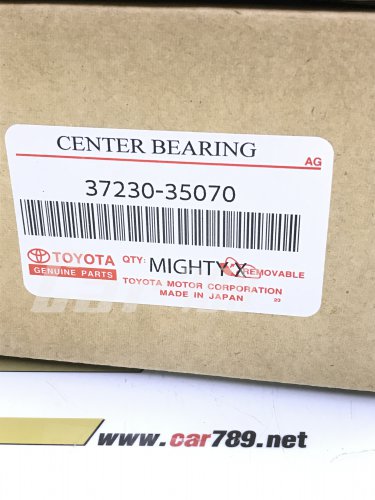 CENTER BEARING
AG
37230-35070
TOYOTA
GENUINE PARTS
QTY: MIGHTY X REMOVABLE
TOYOTA MOTOR CORPORATION
MADE IN JAPAN
www.car789.net